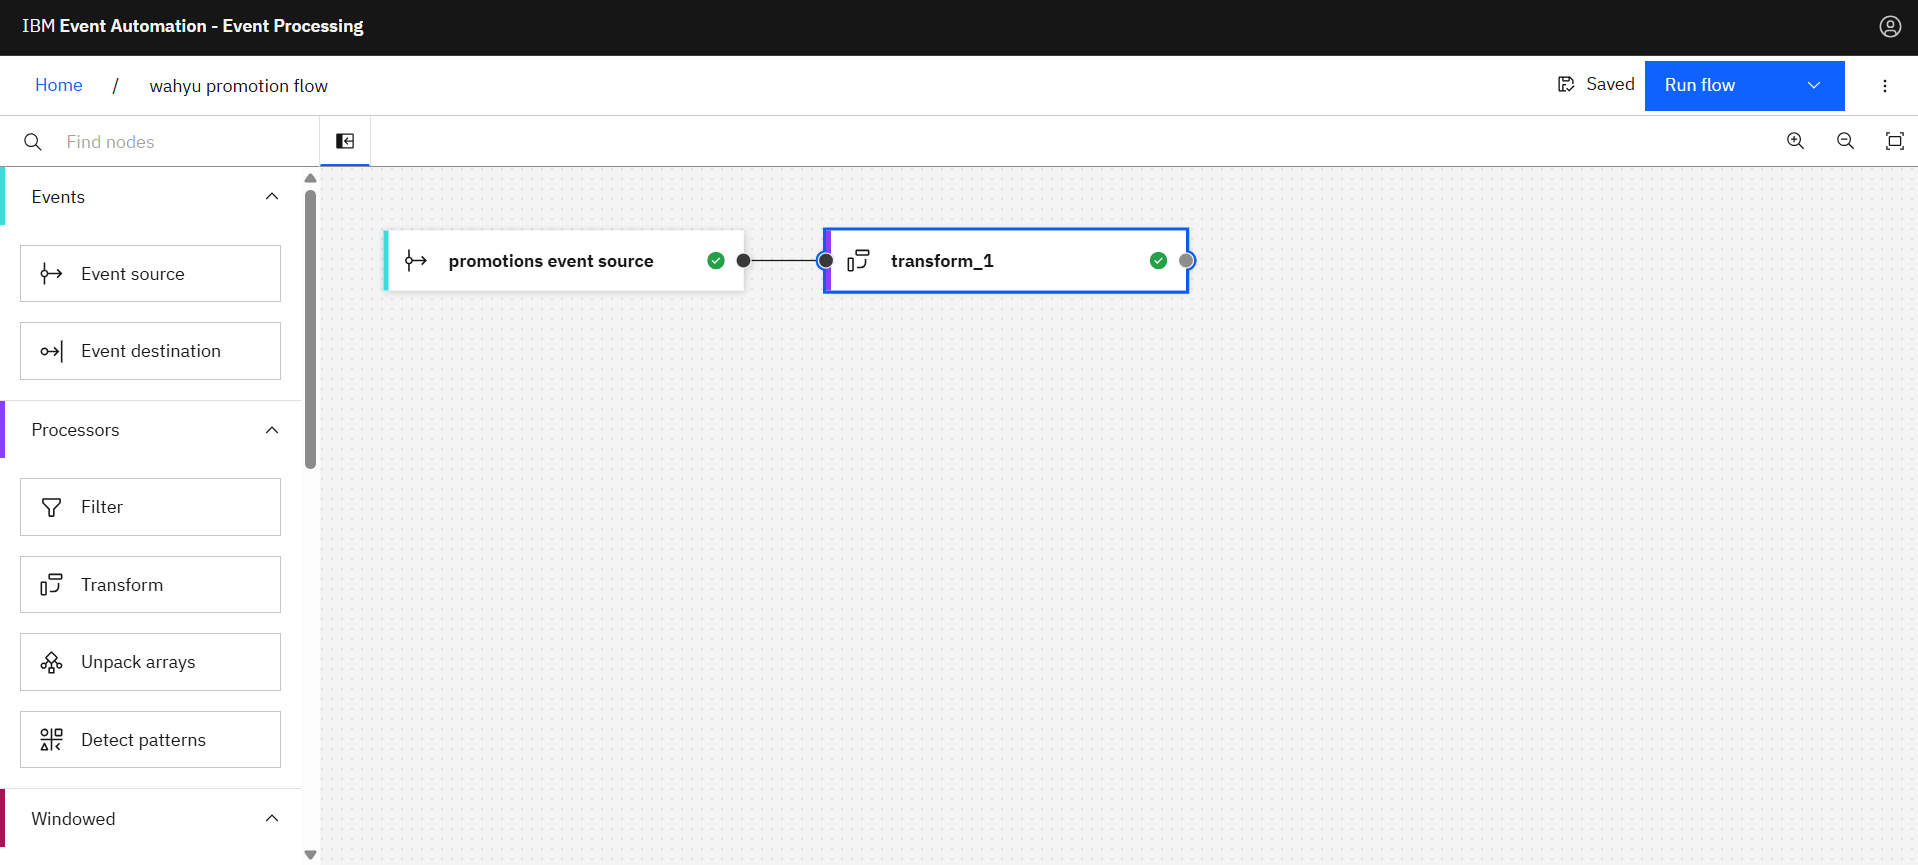 IBM Event Automation - Event Processing
Home / wahyu promotion flow
Saved
Run flow
Find nodes
Events
Event source
Event destination
Processors
Filter
Transform
Unpack arrays
Detect patterns
Windowed
promotions event source
transform_1